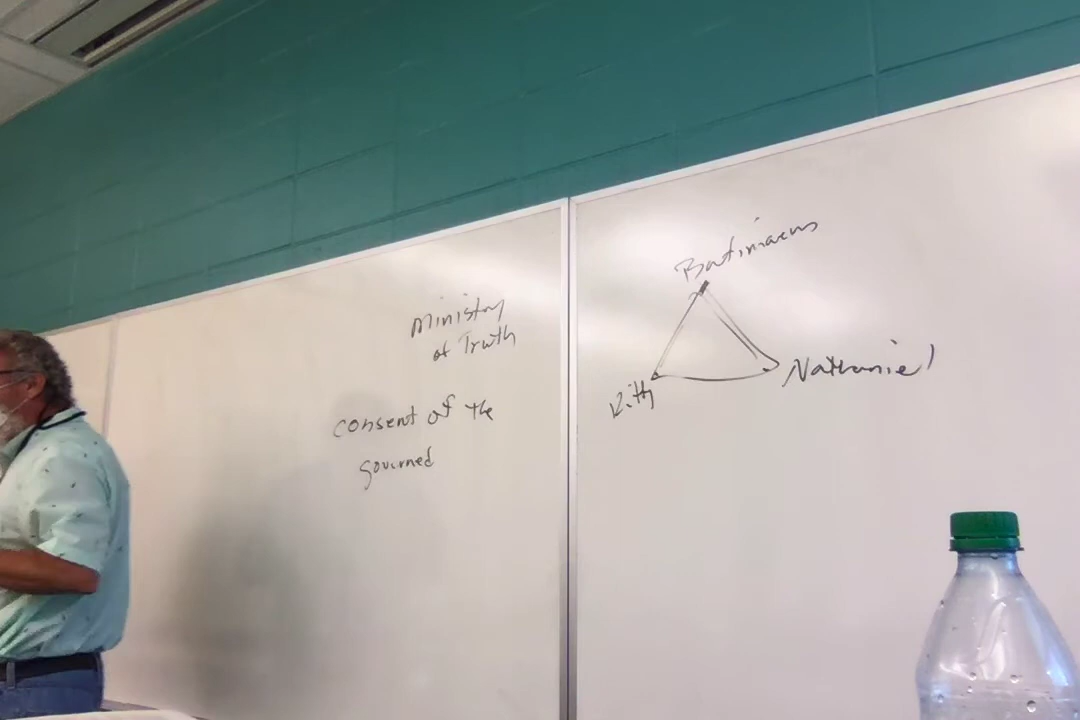 Ministry
of Truth
consent of the
governed
Bartimaeus
Kitty
Nathaniel